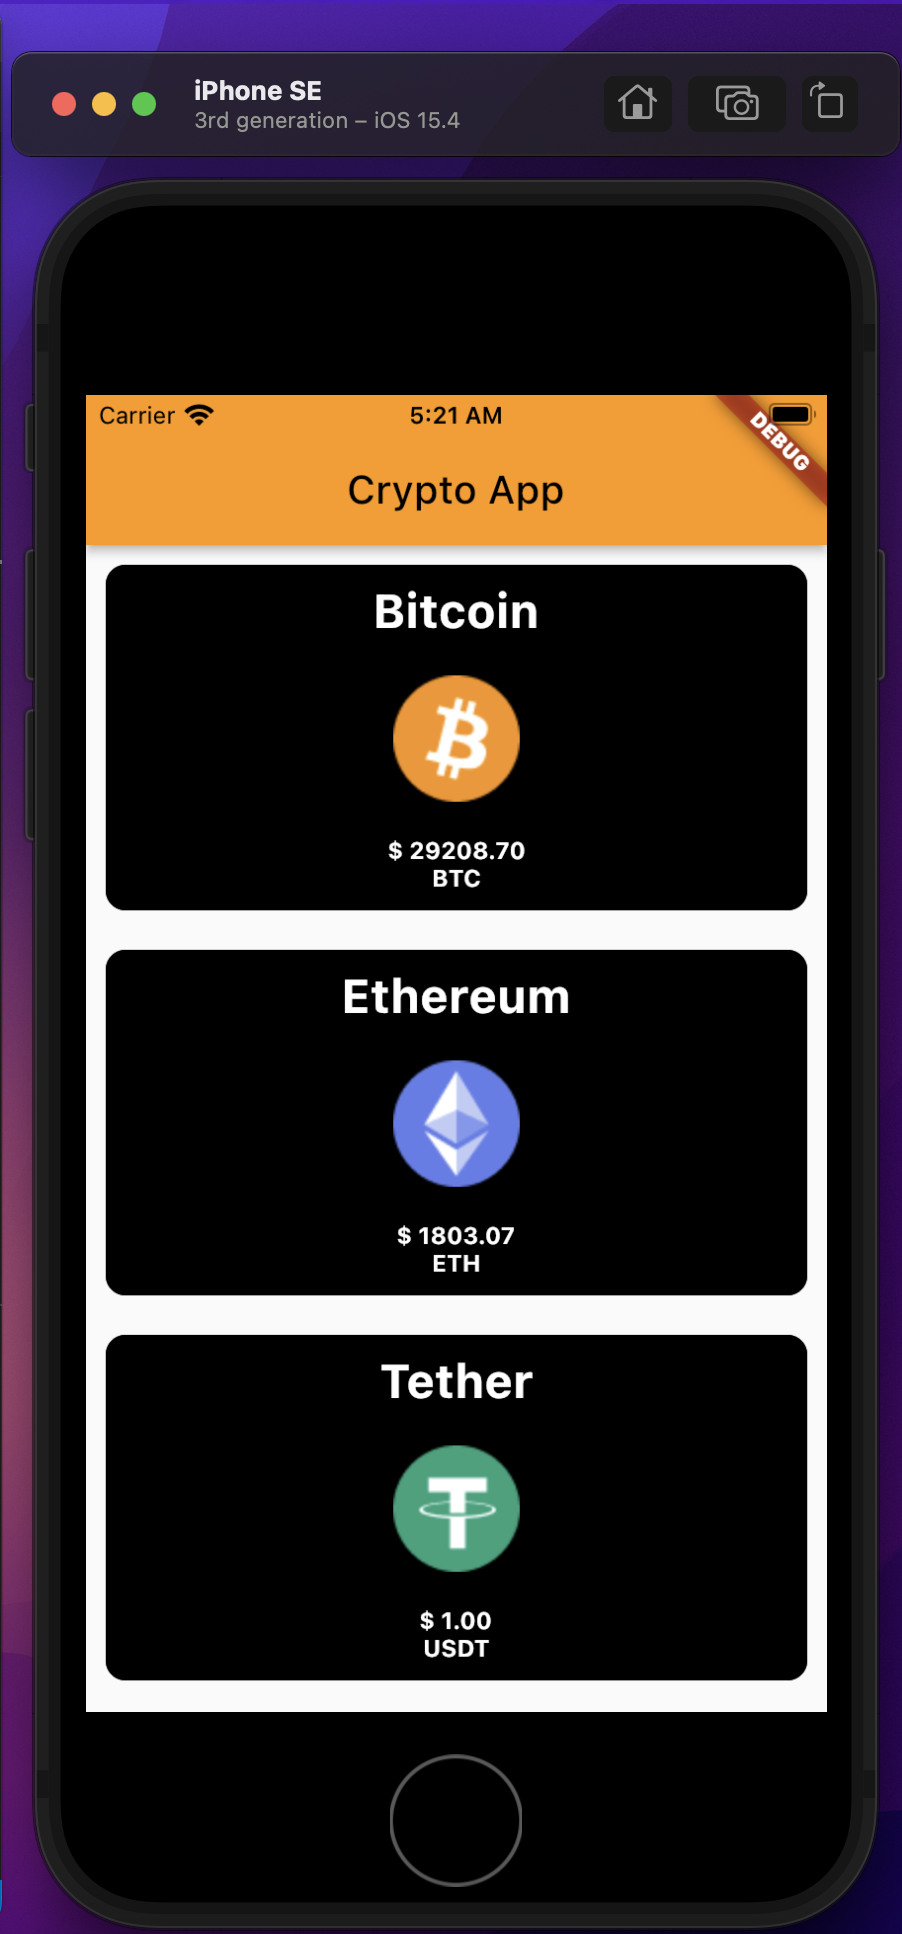 iPhone SE
3rd generation – iOS 15.4
Carrier
5:21 AM
DEBUG
Crypto App
Bitcoin
$ 29208.70
BTC
Ethereum
$ 1803.07
ETH
Tether
$ 1.00
USDT